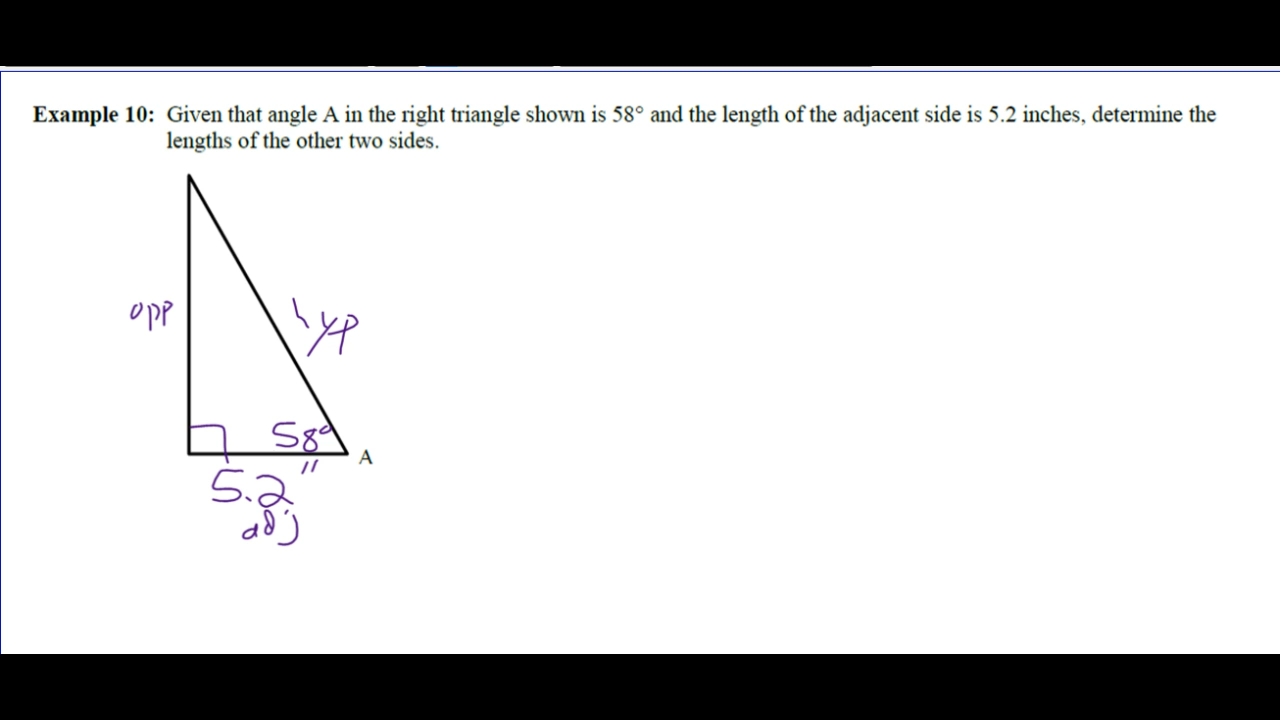 Example 10: Given that angle A in the right triangle shown is 58° and the length of the adjacent side is 5.2 inches, determine the
lengths of the other two sides.
opp
hyp
58°
A
5.2"
adj